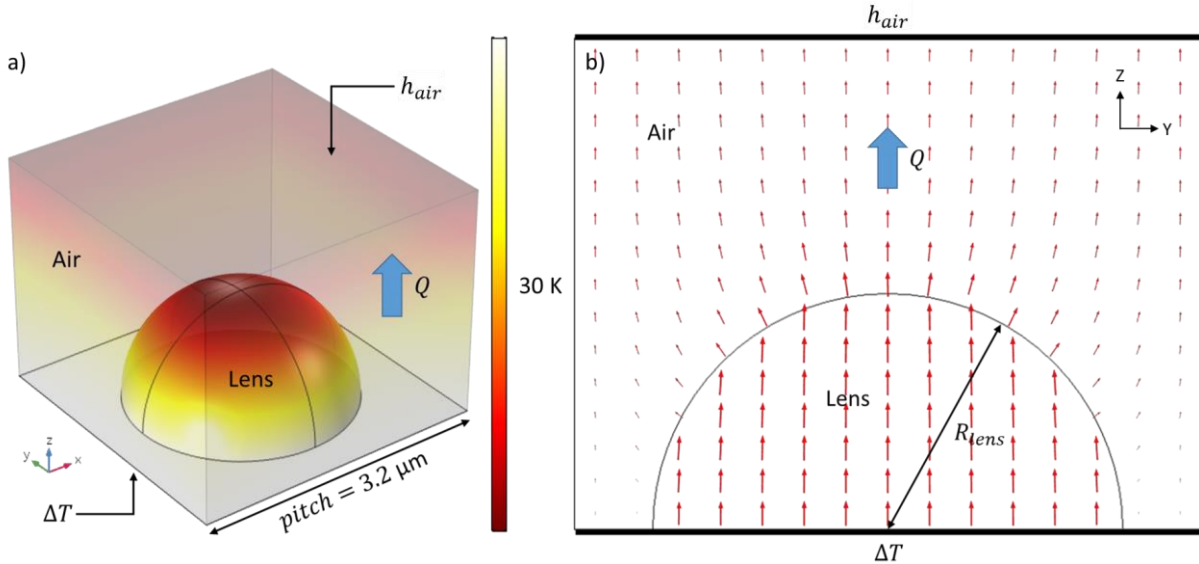 a)
h_air
Air
Q
Lens
z
y
x
pitch = 3.2 μm
ΔT
30 K
h_air
b)
Z
Y
Air
Q
Lens
R_lens
ΔT